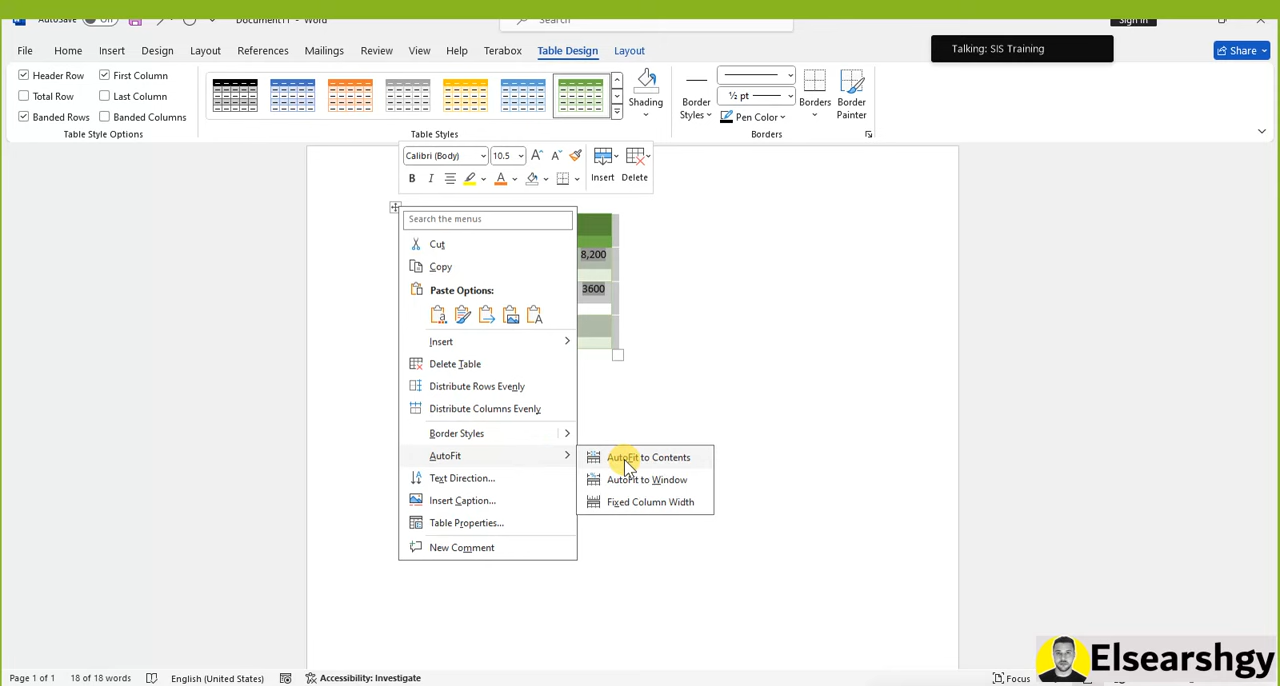 AutoSave Off Document11 - Word Search Sign in
File Home Insert Design Layout References Mailings Review View Help Terabox Table Design Layout
Talking: SIS Training
Share
Header Row First Column
Total Row Last Column
Banded Rows Banded Columns
Table Style Options
Table Styles
Shading
Border Styles
½ pt
Pen Color
Borders
Border Painter
Borders
Calibri (Body) 10.5
B I A
Insert Delete
Search the menus
Cut
Copy
Paste Options:
Insert
Delete Table
Distribute Rows Evenly
Distribute Columns Evenly
Border Styles
AutoFit
Text Direction...
Insert Caption...
Table Properties...
New Comment
8,200
3600
AutoFit to Contents
AutoFit to Window
Fixed Column Width
Page 1 of 1 18 of 18 words English (United States) Accessibility: Investigate Focus
Elsearshgy